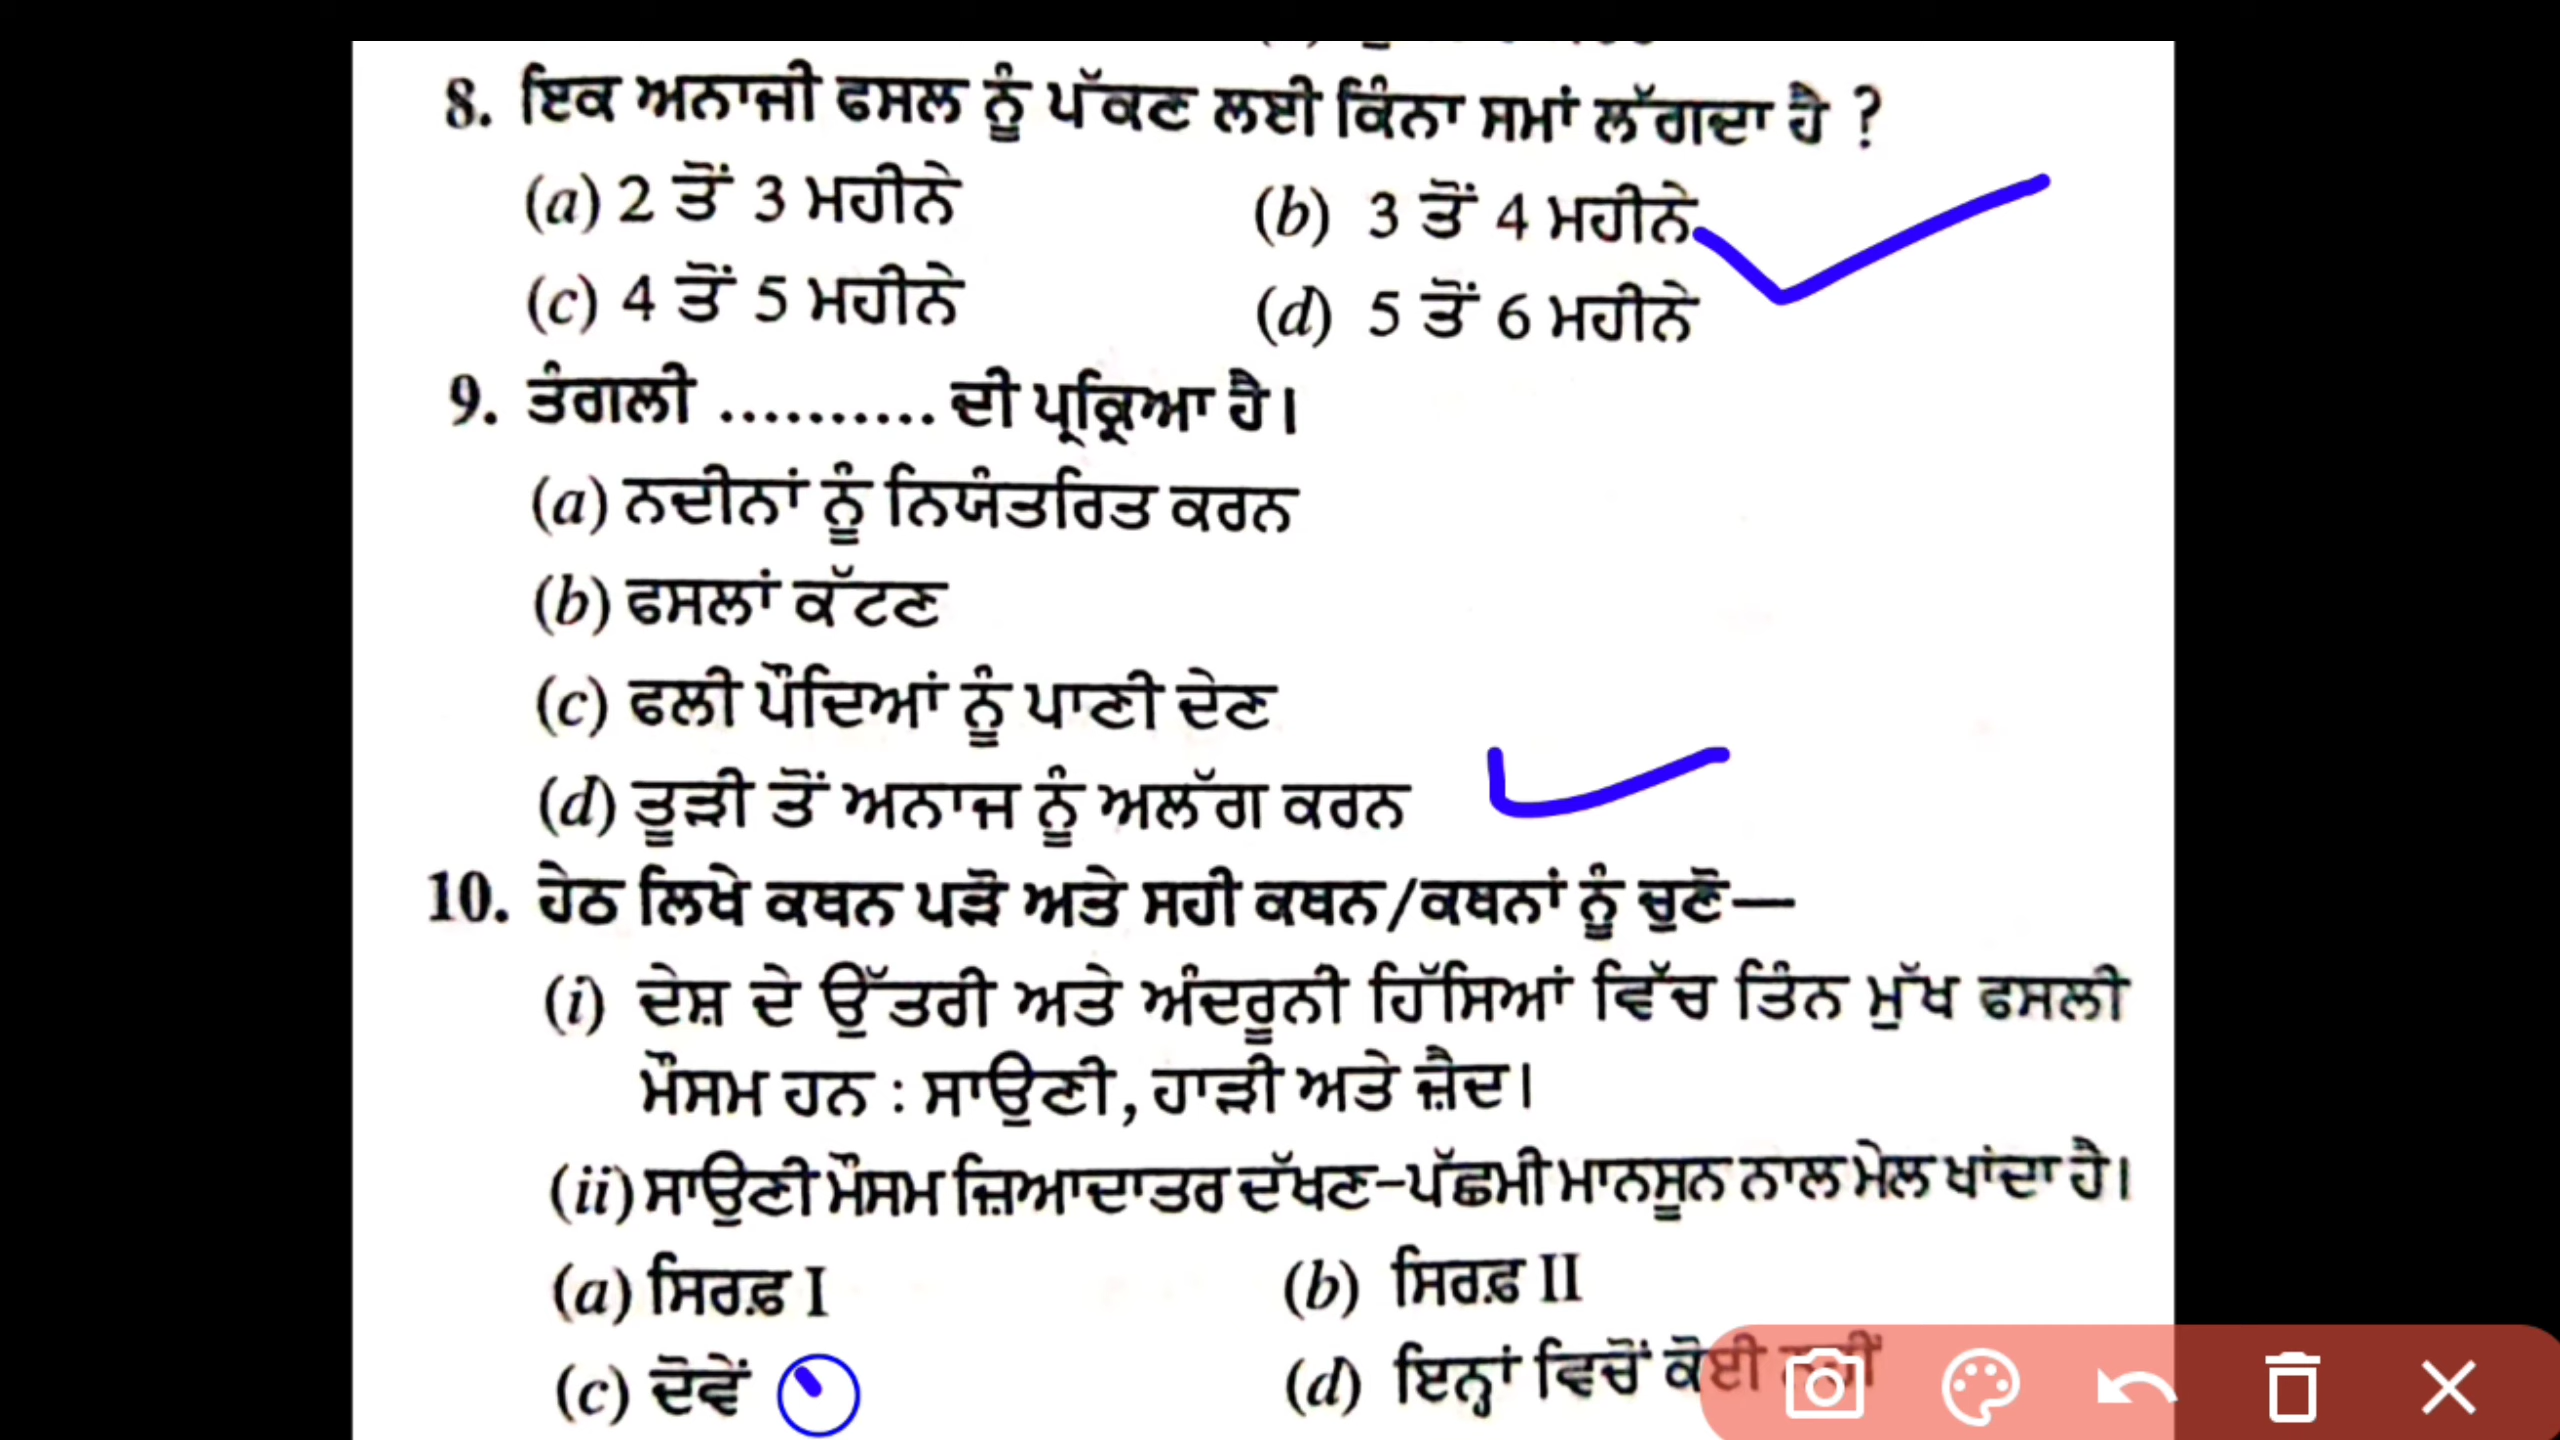 8. ਇਕ ਅਨਾਜੀ ਫਸਲ ਨੂੰ ਪੱਕਣ ਲਈ ਕਿੰਨਾ ਸਮਾਂ ਲੱਗਦਾ ਹੈ ?
(a) 2 ਤੋਂ 3 ਮਹੀਨੇ (b) 3 ਤੋਂ 4 ਮਹੀਨੇ
(c) 4 ਤੋਂ 5 ਮਹੀਨੇ (d) 5 ਤੋਂ 6 ਮਹੀਨੇ
9. ਤੰਗਲੀ .......... ਦੀ ਪ੍ਰਕ੍ਰਿਆ ਹੈ।
(a) ਨਦੀਨਾਂ ਨੂੰ ਨਿਯੰਤਰਿਤ ਕਰਨ
(b) ਫਸਲਾਂ ਕੱਟਣ
(c) ਫਲੀ ਪੌਦਿਆਂ ਨੂੰ ਪਾਣੀ ਦੇਣ
(d) ਤੂੜੀ ਤੋਂ ਅਨਾਜ ਨੂੰ ਅਲੱਗ ਕਰਨ
10. ਹੇਠ ਲਿਖੇ ਕਥਨ ਪੜੋ ਅਤੇ ਸਹੀ ਕਥਨ/ਕਥਨਾਂ ਨੂੰ ਚੁਣੋ—
(i) ਦੇਸ਼ ਦੇ ਉੱਤਰੀ ਅਤੇ ਅੰਦਰੂਨੀ ਹਿੱਸਿਆਂ ਵਿੱਚ ਤਿੰਨ ਮੁੱਖ ਫਸਲੀ
ਮੌਸਮ ਹਨ : ਸਾਉਣੀ, ਹਾੜੀ ਅਤੇ ਜ਼ੈਦ।
(ii) ਸਾਉਣੀ ਮੌਸਮ ਜ਼ਿਆਦਾਤਰ ਦੱਖਣ-ਪੱਛਮੀ ਮਾਨਸੂਨ ਨਾਲ ਮੇਲ ਖਾਂਦਾ ਹੈ।
(a) ਸਿਰਫ਼ I (b) ਸਿਰਫ਼ II
(c) ਦੋਵੇਂ (d) ਇਨ੍ਹਾਂ ਵਿਚੋਂ ਕੋਈ